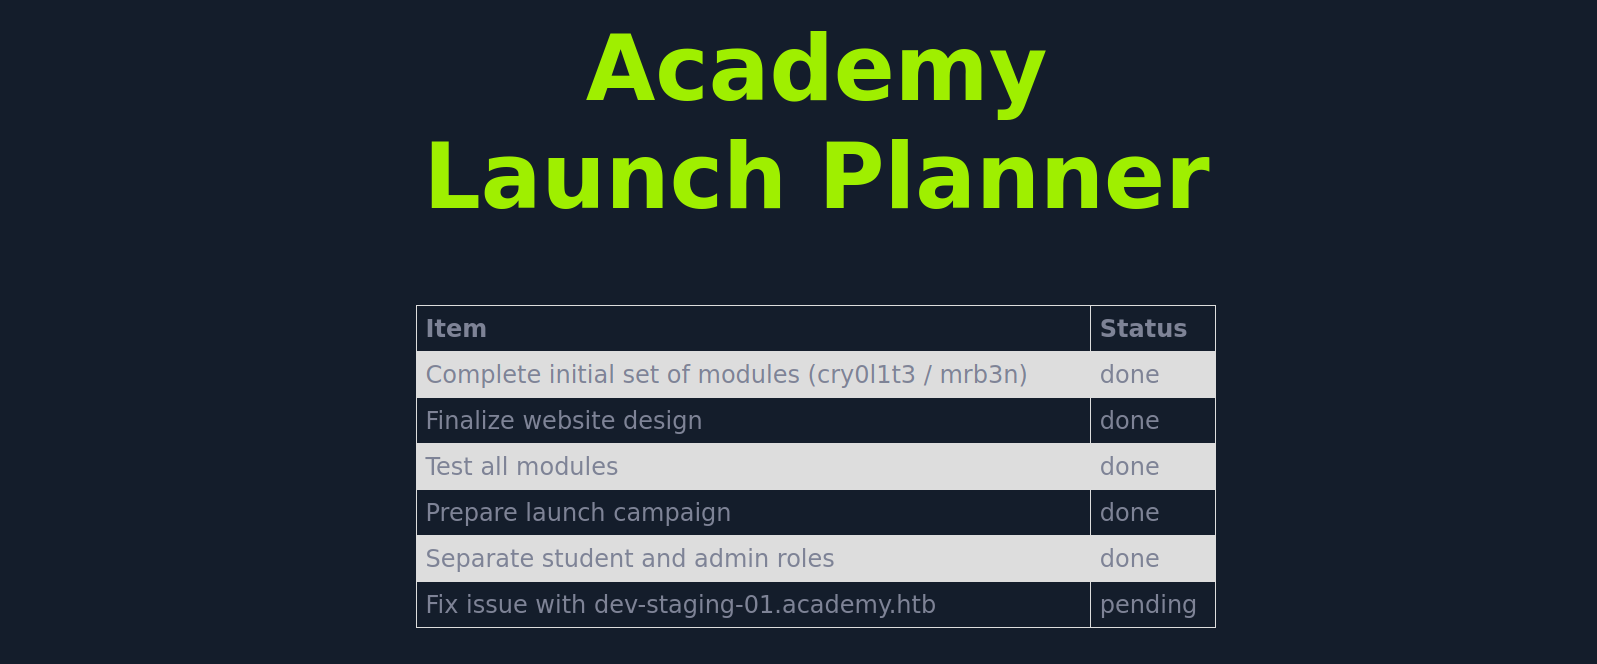 Academy
Launch Planner
Item Status
Complete initial set of modules (cry0l1t3 / mrb3n) done
Finalize website design done
Test all modules done
Prepare launch campaign done
Separate student and admin roles done
Fix issue with dev-staging-01.academy.htb pending